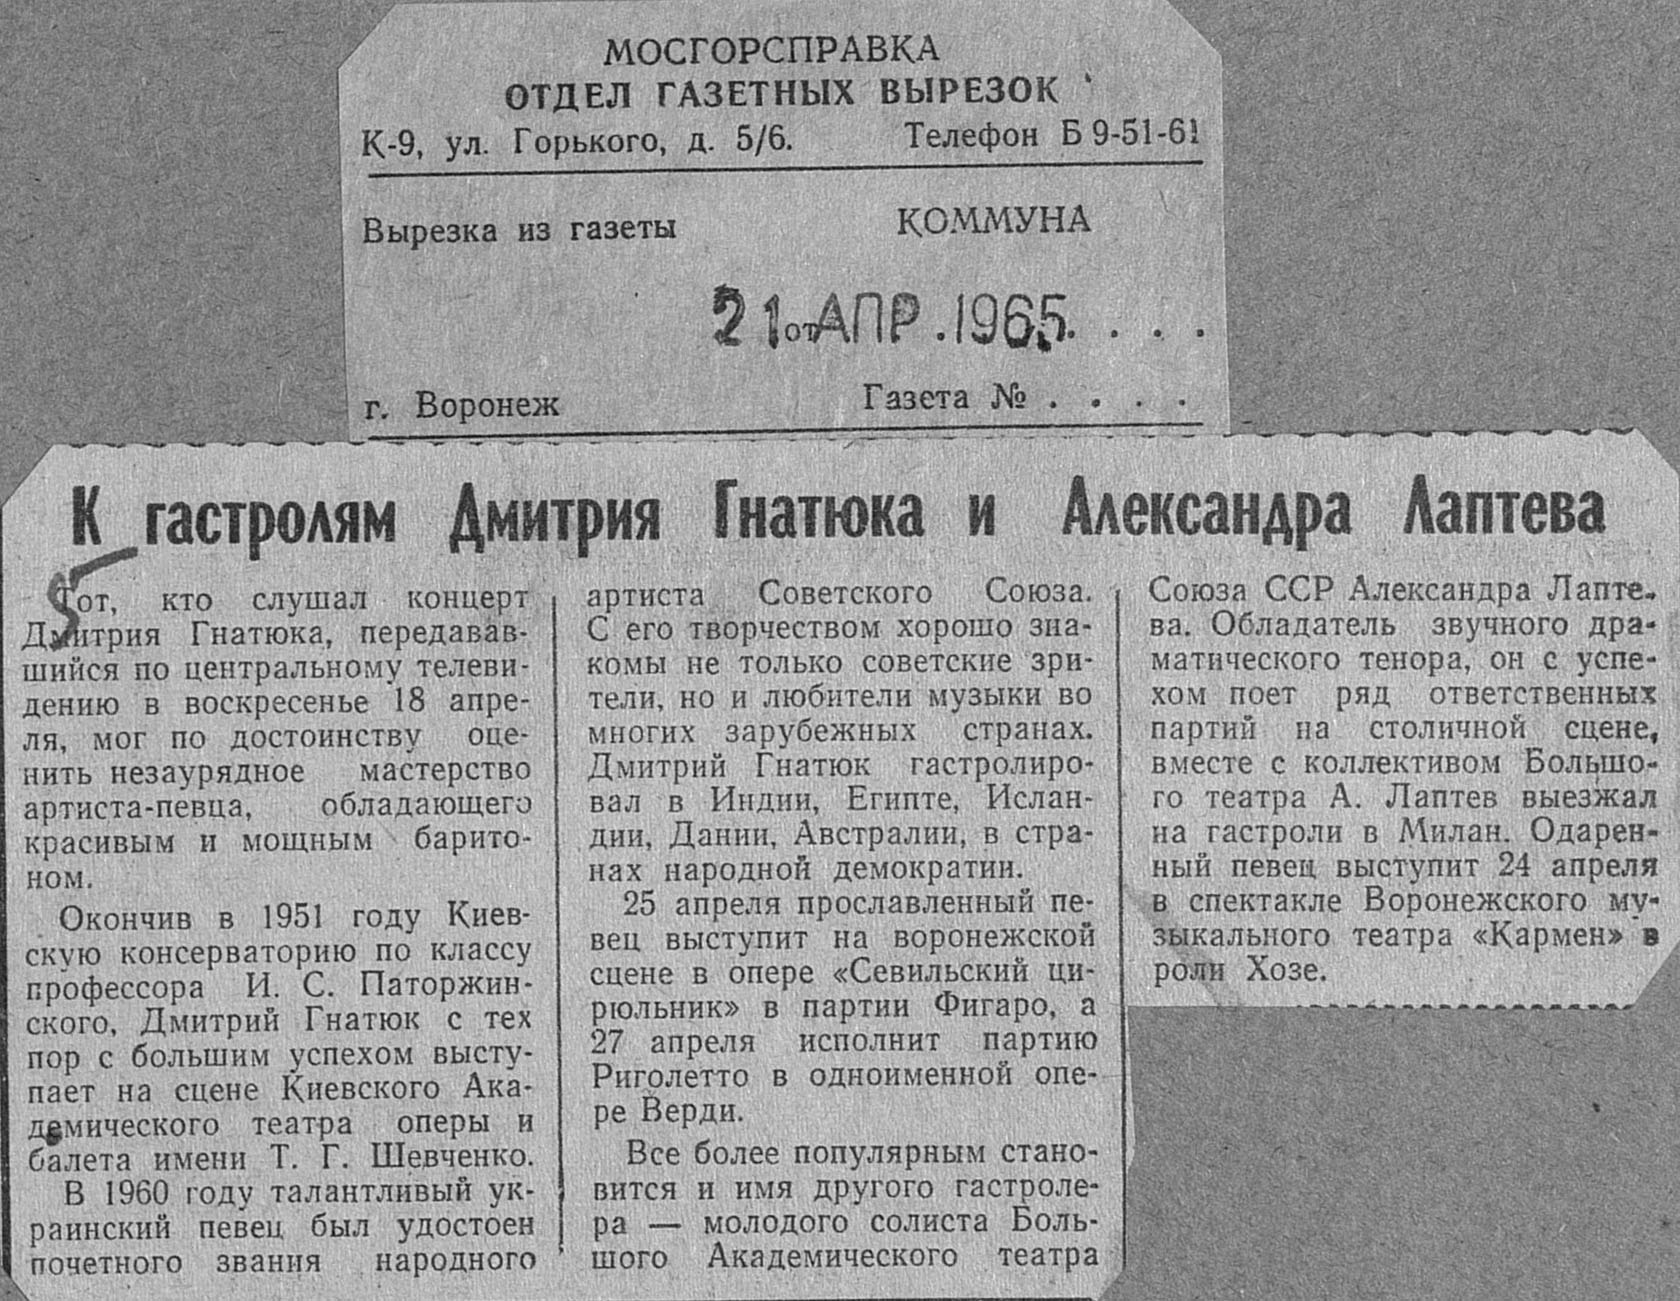 МОСГОРСПРАВКА
ОТДЕЛ ГАЗЕТНЫХ ВЫРЕЗОК
К-9, ул. Горького, д. 5/6. Телефон Б 9-51-61
Вырезка из газеты КОММУНА
от 21 АПР. 1965 . . . .
г. Воронеж Газета № . . . .
К гастролям Дмитрия Гнатюка и Александра Лаптева
Тот, кто слушал концерт
Дмитрия Гнатюка, передавав-
шийся по центральному телеви-
дению в воскресенье 18 апре-
ля, мог по достоинству оце-
нить незаурядное мастерство
артиста-певца, обладающего
красивым и мощным барито-
ном.
Окончив в 1951 году Киев-
скую консерваторию по классу
профессора И. С. Паторжин-
ского, Дмитрий Гнатюк с тех
пор с большим успехом высту-
пает на сцене Киевского Ака-
демического театра оперы и
балета имени Т. Г. Шевченко.
В 1960 году талантливый ук-
раинский певец был удостоен
почетного звания народного
артиста Советского Союза.
С его творчеством хорошо зна-
комы не только советские зри-
тели, но и любители музыки во
многих зарубежных странах.
Дмитрий Гнатюк гастролиро-
вал в Индии, Египте, Ислан-
дии, Дании, Австралии, в стра-
нах народной демократии.
25 апреля прославленный пе-
вец выступит на воронежской
сцене в опере «Севильский ци-
рюльник» в партии Фигаро, а
27 апреля исполнит партию
Риголетто в одноименной опе-
ре Верди.
Все более популярным стано-
вится и имя другого гастроле-
ра — молодого солиста Боль-
шого Академического театра
Союза ССР Александра Лапте-
ва. Обладатель звучного дра-
матического тенора, он с успе-
хом поет ряд ответственных
партий на столичной сцене,
вместе с коллективом Большо-
го театра А. Лаптев выезжал
на гастроли в Милан. Одарен-
ный певец выступит 24 апреля
в спектакле Воронежского му-
зыкального театра «Кармен» в
роли Хозе.